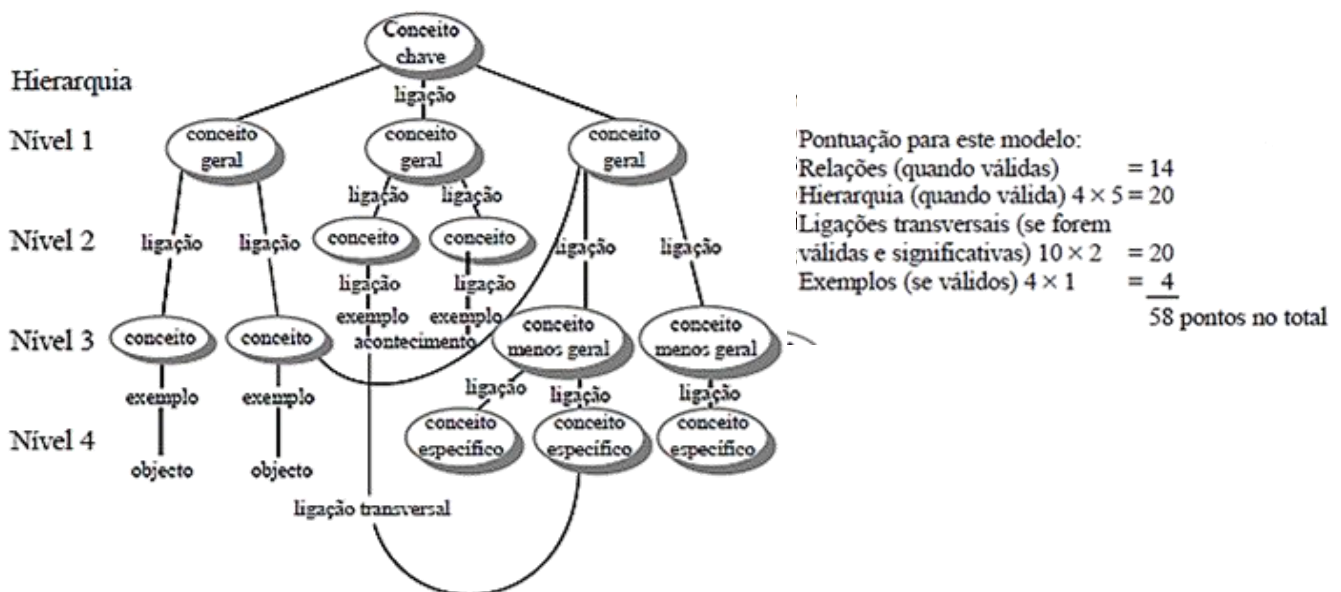 Conceito
chave
Hierarquia
ligação
Nível 1
conceito
geral
conceito
geral
conceito
geral
ligação
ligação
Nível 2
ligação
ligação
conceito
conceito
ligação
ligação
ligação
ligação
exemplo
exemplo
Nível 3
conceito
conceito
acontecimento
conceito
menos geral
conceito
menos geral
exemplo
exemplo
ligação
ligação
ligação
Nível 4
objecto
objecto
conceito
específico
conceito
específico
conceito
específico
ligação transversal
Pontuação para este modelo:
Relações (quando válidas) = 14
Hierarquia (quando válida) 4 × 5 = 20
Ligações transversais (se forem
válidas e significativas) 10 × 2 = 20
Exemplos (se válidos) 4 × 1 = 4
58 pontos no total